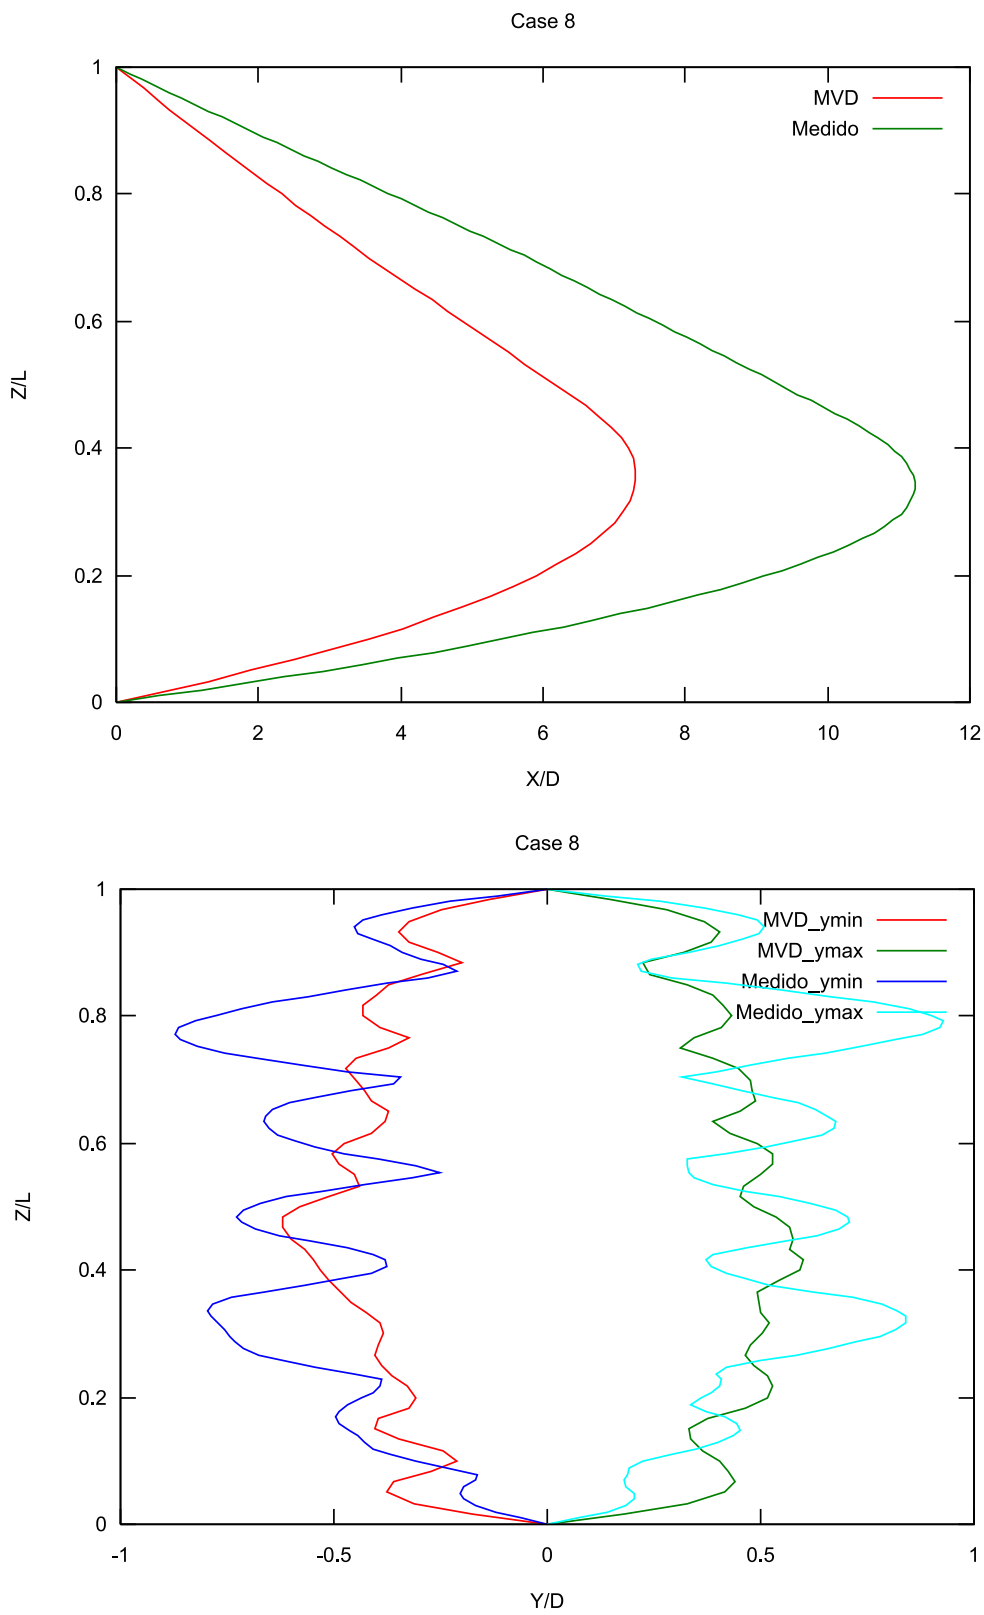 Case 8
1
0.8
0.6
0.4
0.2
0
0 2 4 6 8 10 12
Z/L
X/D
MVD
Medido
Case 8
1
0.8
0.6
0.4
0.2
0
-1 -0.5 0 0.5 1
Z/L
Y/D
MVD_ymin
MVD_ymax
Medido_ymin
Medido_ymax